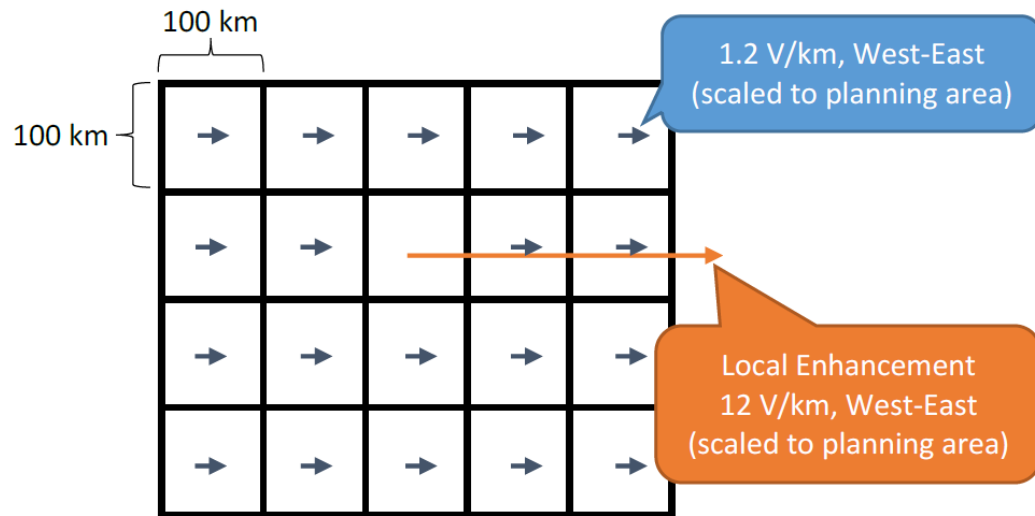 100 km
1.2 V/km, West-East
(scaled to planning area)
100 km
Local Enhancement
12 V/km, West-East
(scaled to planning area)